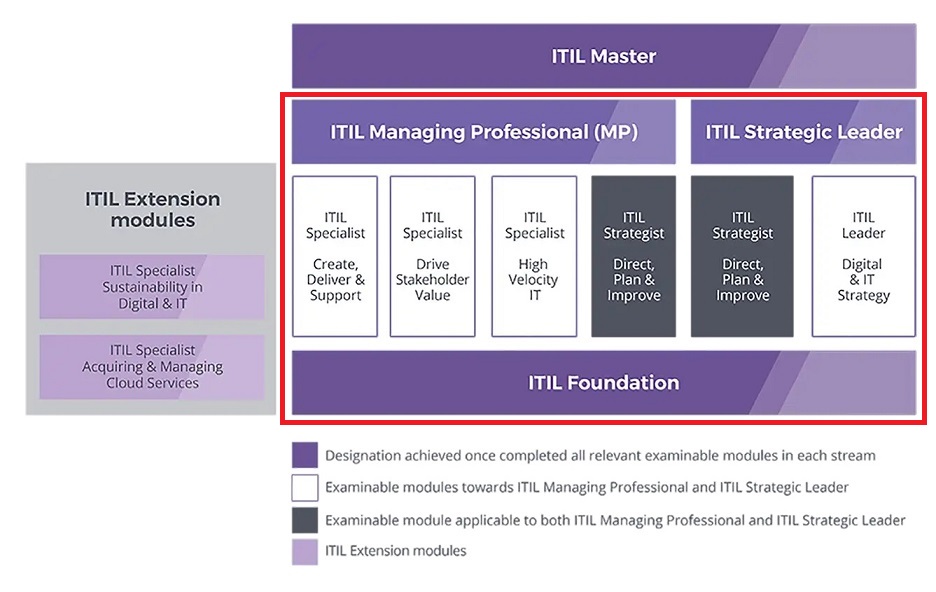 ITIL Master
ITIL Managing Professional (MP)
ITIL Strategic Leader
ITIL Extension
modules
ITIL Specialist
Sustainability in
Digital & IT
ITIL Specialist
Acquiring & Managing
Cloud Services
ITIL
Specialist
Create,
Deliver &
Support
ITIL
Specialist
Drive
Stakeholder
Value
ITIL
Specialist
High
Velocity
IT
ITIL
Strategist
Direct,
Plan &
Improve
ITIL
Strategist
Direct,
Plan &
Improve
ITIL
Leader
Digital
& IT
Strategy
ITIL Foundation
Designation achieved once completed all relevant examinable modules in each stream
Examinable modules towards ITIL Managing Professional and ITIL Strategic Leader
Examinable module applicable to both ITIL Managing Professional and ITIL Strategic Leader
ITIL Extension modules